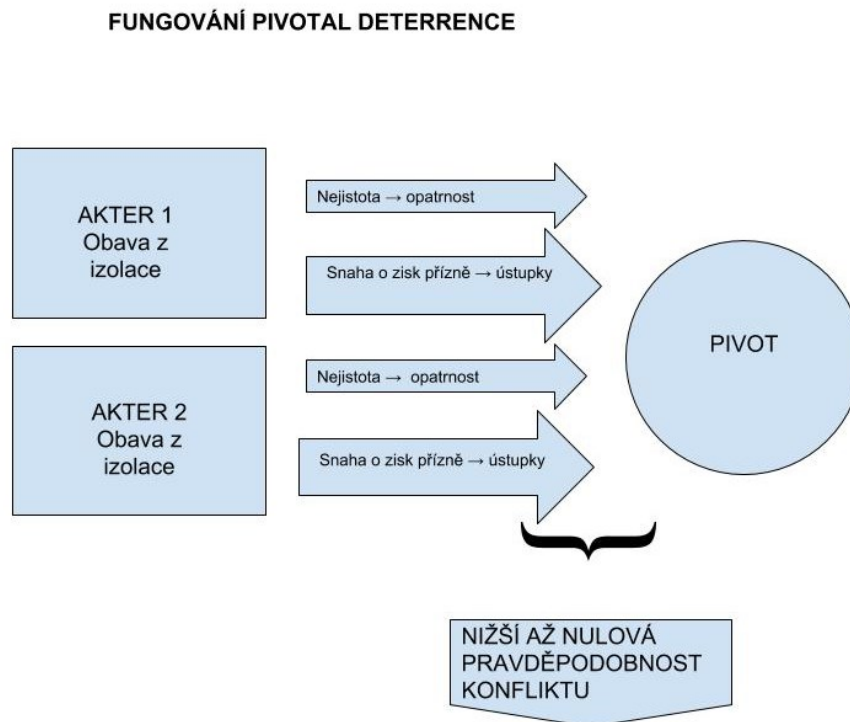 FUNGOVÁNÍ PIVOTAL DETERRENCE
AKTER 1
Obava z
izolace
Nejistota → opatrnost
Snaha o zisk přízně → ústupky
AKTER 2
Obava z
izolace
Nejistota → opatrnost
Snaha o zisk přízně → ústupky
PIVOT
NIŽŠÍ AŽ NULOVÁ
PRAVDĚPODOBNOST
KONFLIKTU